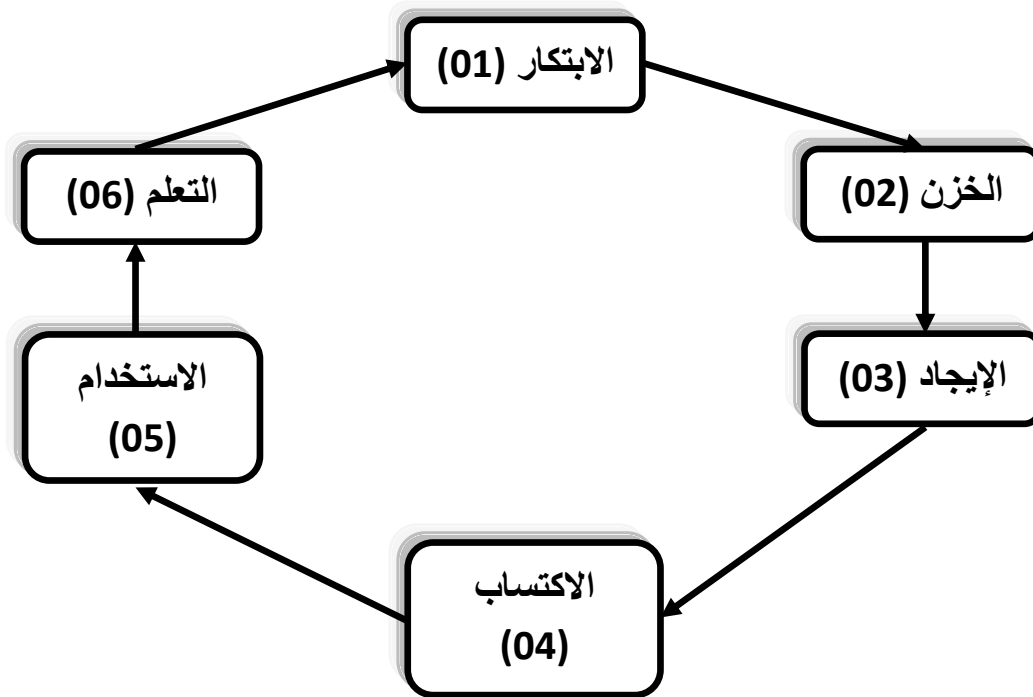 الابتكار (01)
الخزن (02)
الإيجاد (03)
الاكتساب
(04)
الاستخدام
(05)
التعلم (06)